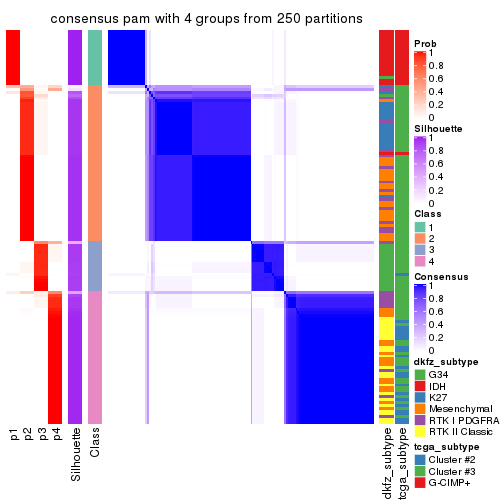 consensus pam with 4 groups from 250 partitions
Prob
1
0.8
0.6
0.4
0.2
0
Silhouette
1
0.8
0.6
0.4
0.2
0
Class
1
2
3
4
Consensus
1
0.8
0.6
0.4
0.2
0
dkfz_subtype
G34
IDH
K27
Mesenchymal
RTK I PDGFRA
RTK II Classic
tcga_subtype
Cluster #2
Cluster #3
G-CIMP+
p1
p2
p3
p4
Silhouette
Class
dkfz_subtype
tcga_subtype